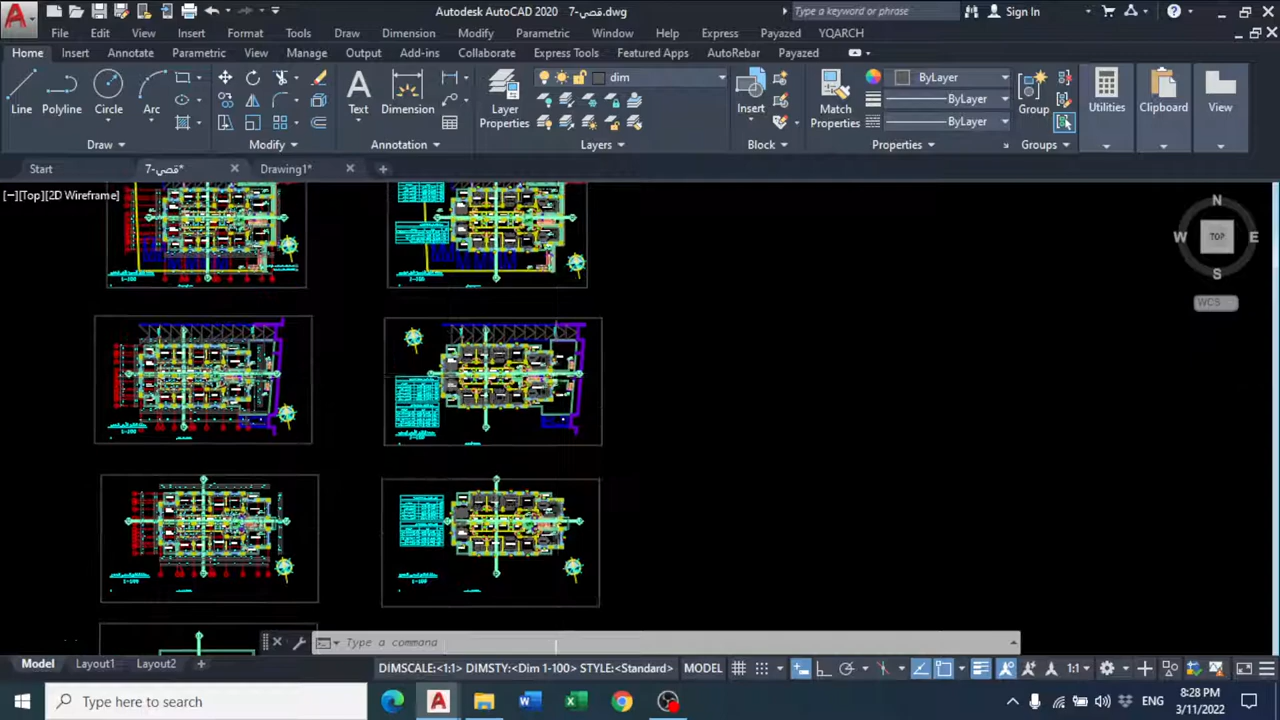 Autodesk AutoCAD 2020 قصي-7.dwg
Type a keyword or phrase
Sign In
File Edit View Insert Format Tools Draw Dimension Modify Parametric Window Help Express Payazed YQARCH
Home Insert Annotate Parametric View Manage Output Add-ins Collaborate Express Tools Featured Apps AutoRebar Payazed
Line Polyline Circle Arc
Text Dimension
Layer Properties
dim
Insert
Match Properties
ByLayer
ByLayer
ByLayer
Group
Utilities Clipboard View
Draw Modify Annotation Layers Block Properties Groups
Start قصي-7* Drawing1*
[−][Top][2D Wireframe]
N
W TOP E
S
WCS
Type a command
Model Layout1 Layout2
DIMSCALE:<1:1> DIMSTY:<Dim 1-100> STYLE:<Standard> MODEL
1:1
Type here to search
ENG
8:28 PM
3/11/2022